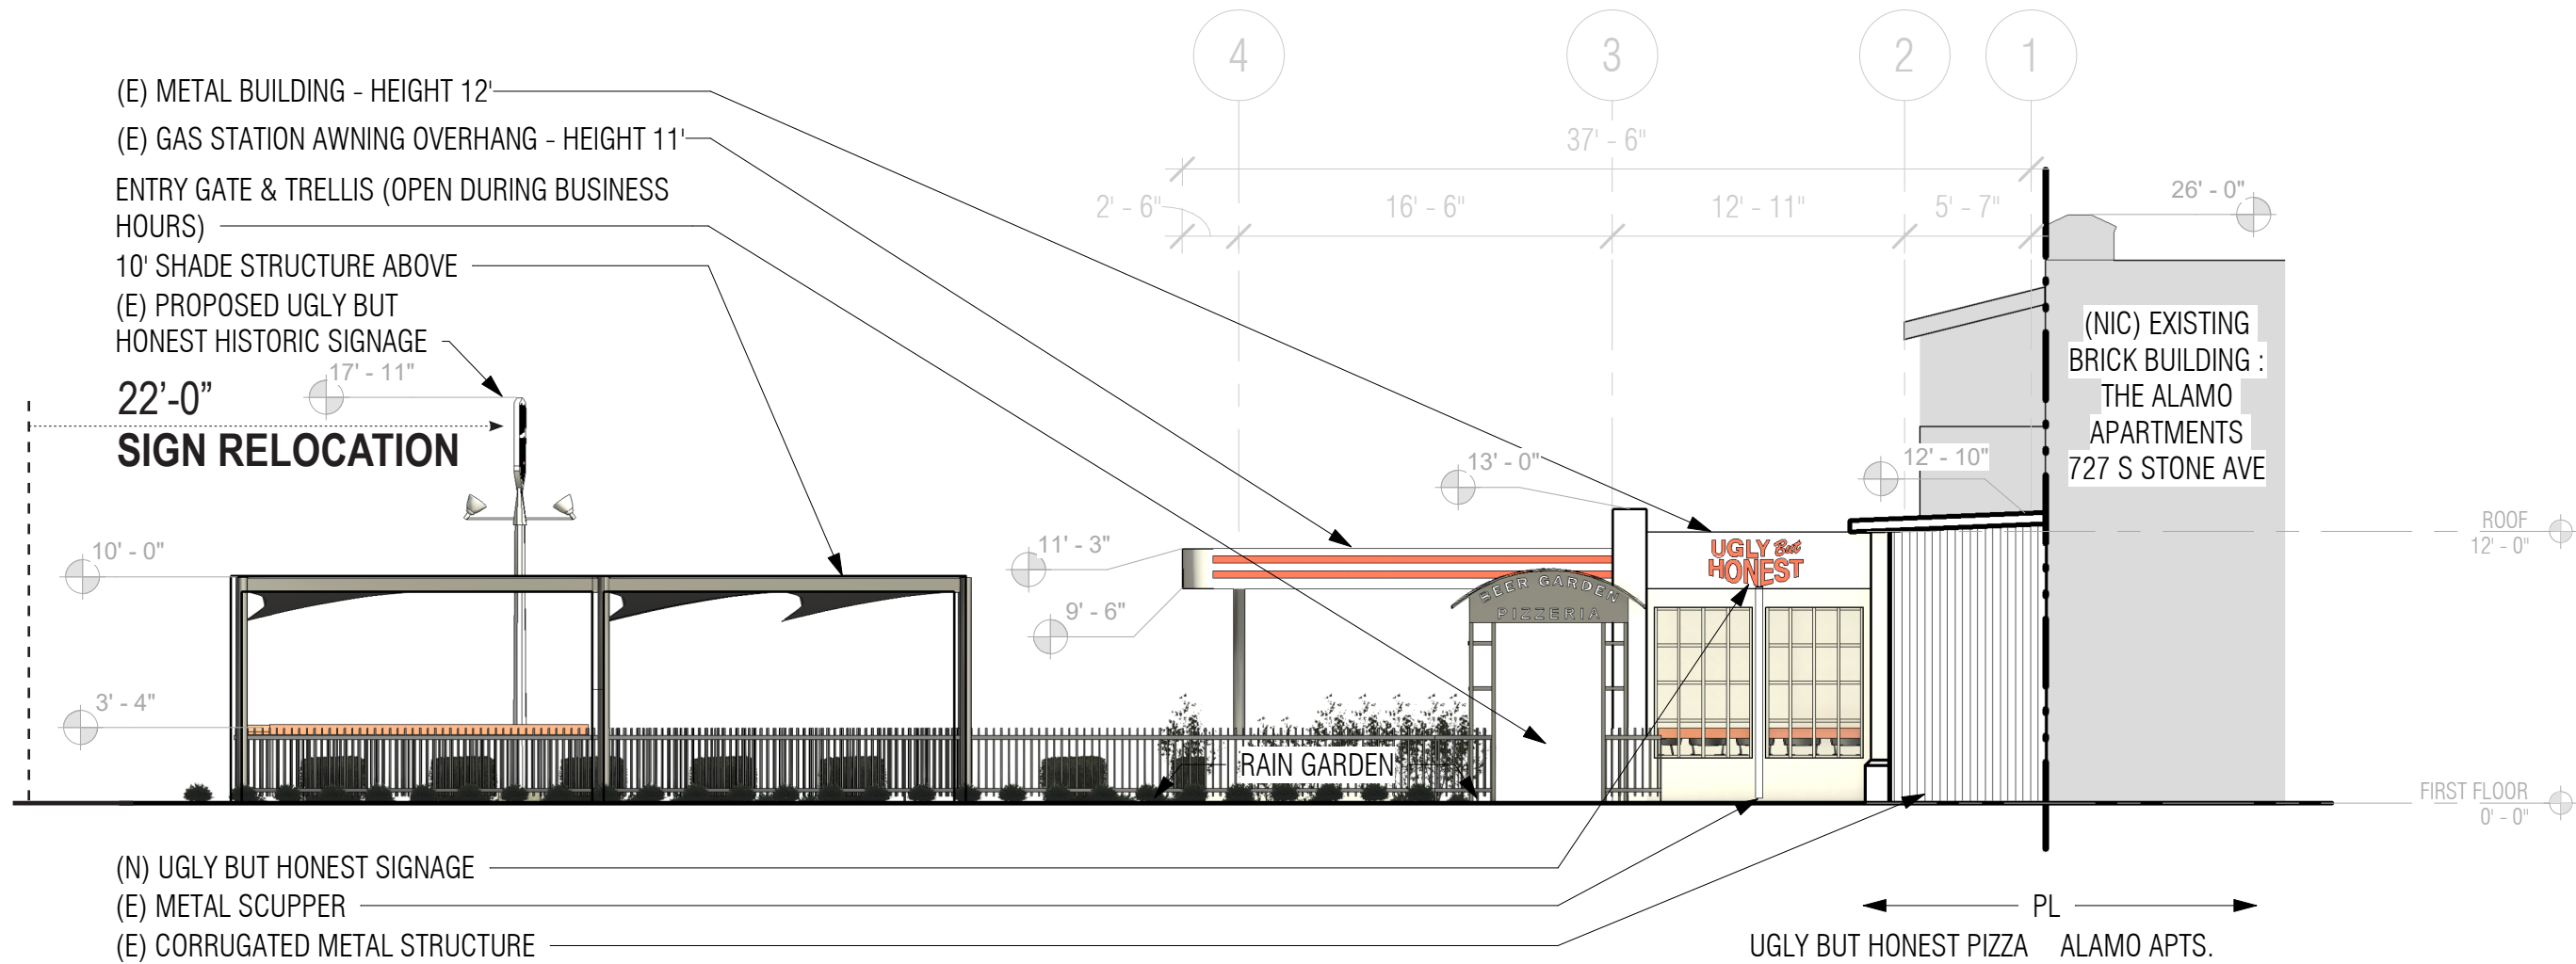 4
3
2
1
(E) METAL BUILDING - HEIGHT 12'
(E) GAS STATION AWNING OVERHANG - HEIGHT 11'
ENTRY GATE & TRELLIS (OPEN DURING BUSINESS
HOURS)
10' SHADE STRUCTURE ABOVE
(E) PROPOSED UGLY BUT
HONEST HISTORIC SIGNAGE
22'-0”
SIGN RELOCATION
37' - 6"
2' - 6"
16' - 6"
12' - 11"
5' - 7"
26' - 0"
(NIC) EXISTING
BRICK BUILDING :
THE ALAMO
APARTMENTS
727 S STONE AVE
17' - 11"
13' - 0"
12' - 10"
ROOF
12' - 0"
10' - 0"
11' - 3"
9' - 6"
3' - 4"
UGLY But
HONEST
BEER GARDEN
PIZZERIA
RAIN GARDEN
FIRST FLOOR
0' - 0"
(N) UGLY BUT HONEST SIGNAGE
(E) METAL SCUPPER
(E) CORRUGATED METAL STRUCTURE
PL
UGLY BUT HONEST PIZZA ALAMO APTS.